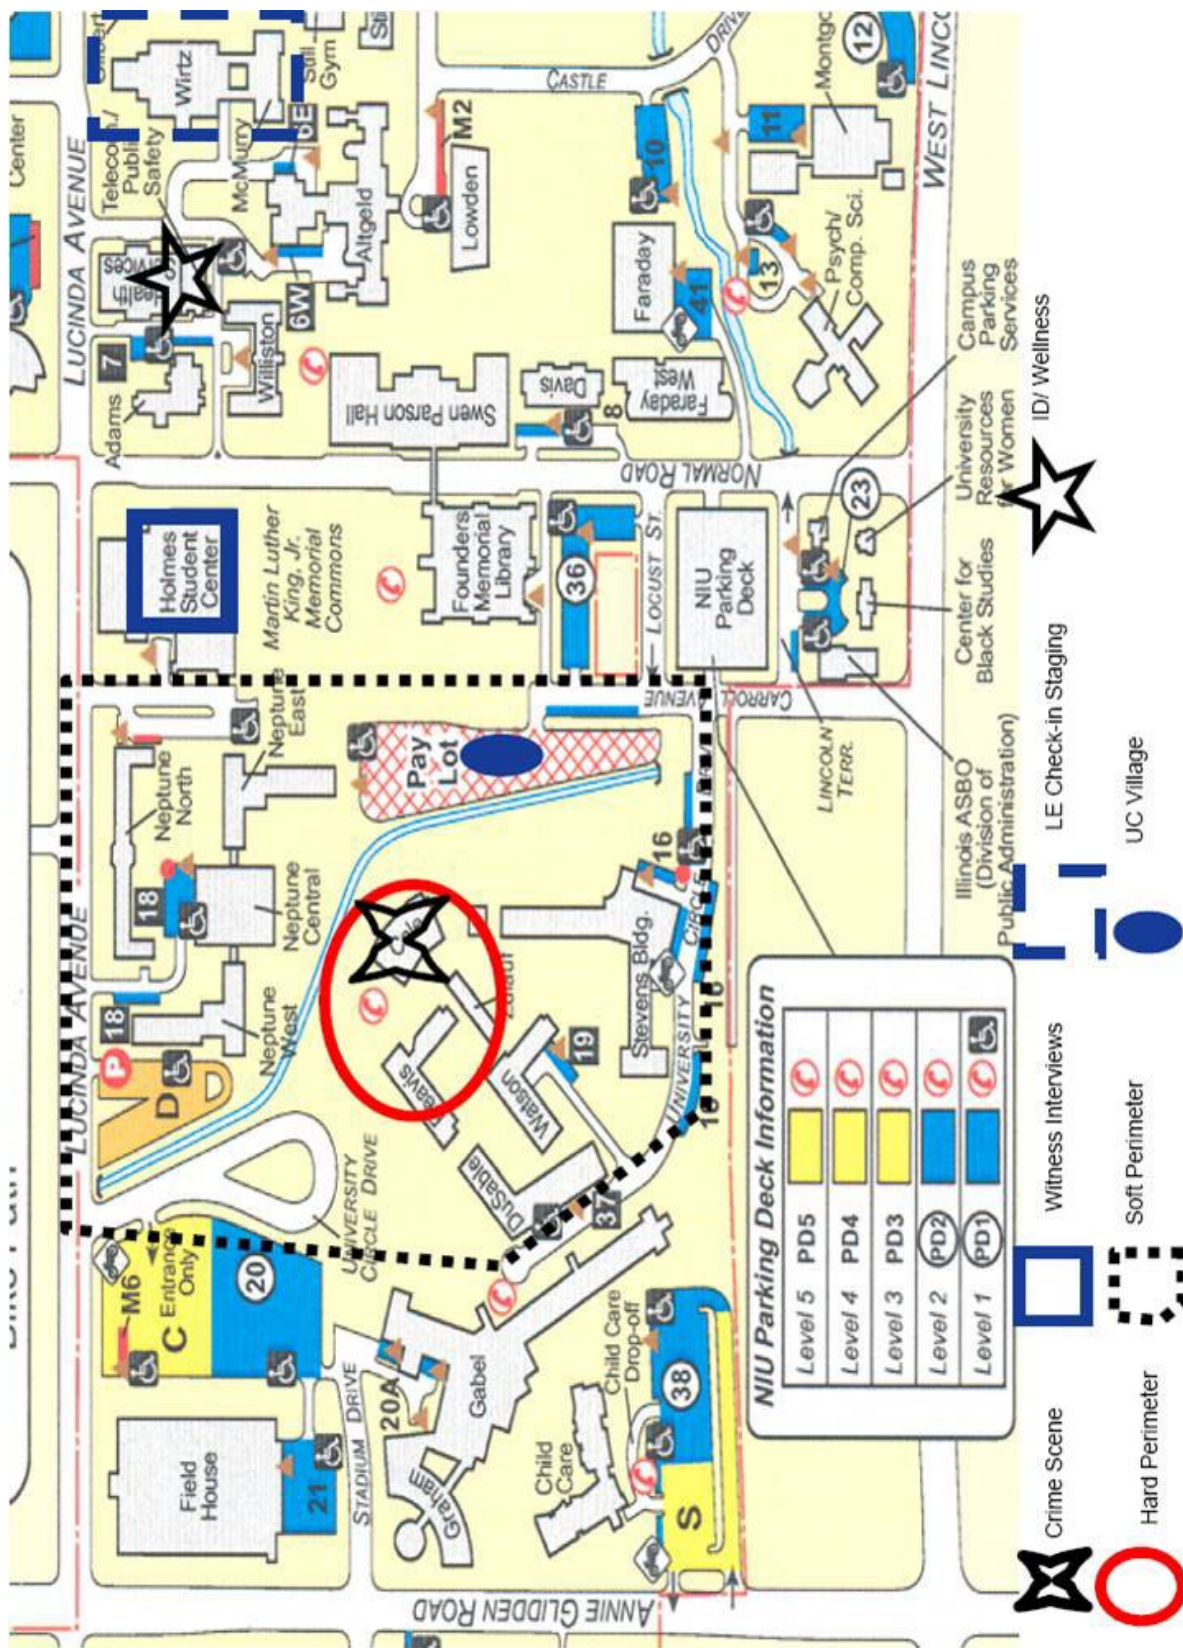 Center
LUCINDA AVENUE
Telecom./
Public
Safety
McMurry
Wirtz
Still
Gym
6E
Altgeld
6W
Lowden
M2
CASTLE
DRIVE
10
11
12
WEST LINC
Faraday
41
13
Psych/
Comp. Sci.
Adams
7
Williston
Swen Parson Hall
Davis
8
Faraday
West
NORMAL ROAD
Campus
Parking
Services
University
Resources
for Women
23
Center for
Black Studies
Illinois ASBO
(Division of
Public Administration)
Holmes
Student
Center
Martin Luther
King, Jr.
Memorial
Commons
Founders
Memorial
Library
36
LOCUST ST.
NIU
Parking
Deck
CARROLL AVENUE
LINCOLN
TERR.
LUCINDA AVENUE
Neptune
North
Neptune
East
18
Neptune
Central
18
Neptune
West
P
D
Pay
Lot
16
Stevens Bldg.
UNIVERSITY CIRCLE DRIVE
16
16
Watson
19
DuSable
37
UNIVERSITY
CIRCLE DRIVE
M6
Entrance
Only
C
20
Field
House
21
STADIUM DRIVE
20A
Gabel
Graham
Child Care
Drop-off
Child
Care
38
S
ANNIE GLIDDEN ROAD
NIU Parking Deck Information
Level 5 PD5
Level 4 PD4
Level 3 PD3
Level 2 PD2
Level 1 PD1
Crime Scene
Witness Interviews
LE Check-in Staging
ID/ Wellness
Hard Perimeter
Soft Perimeter
UC Village